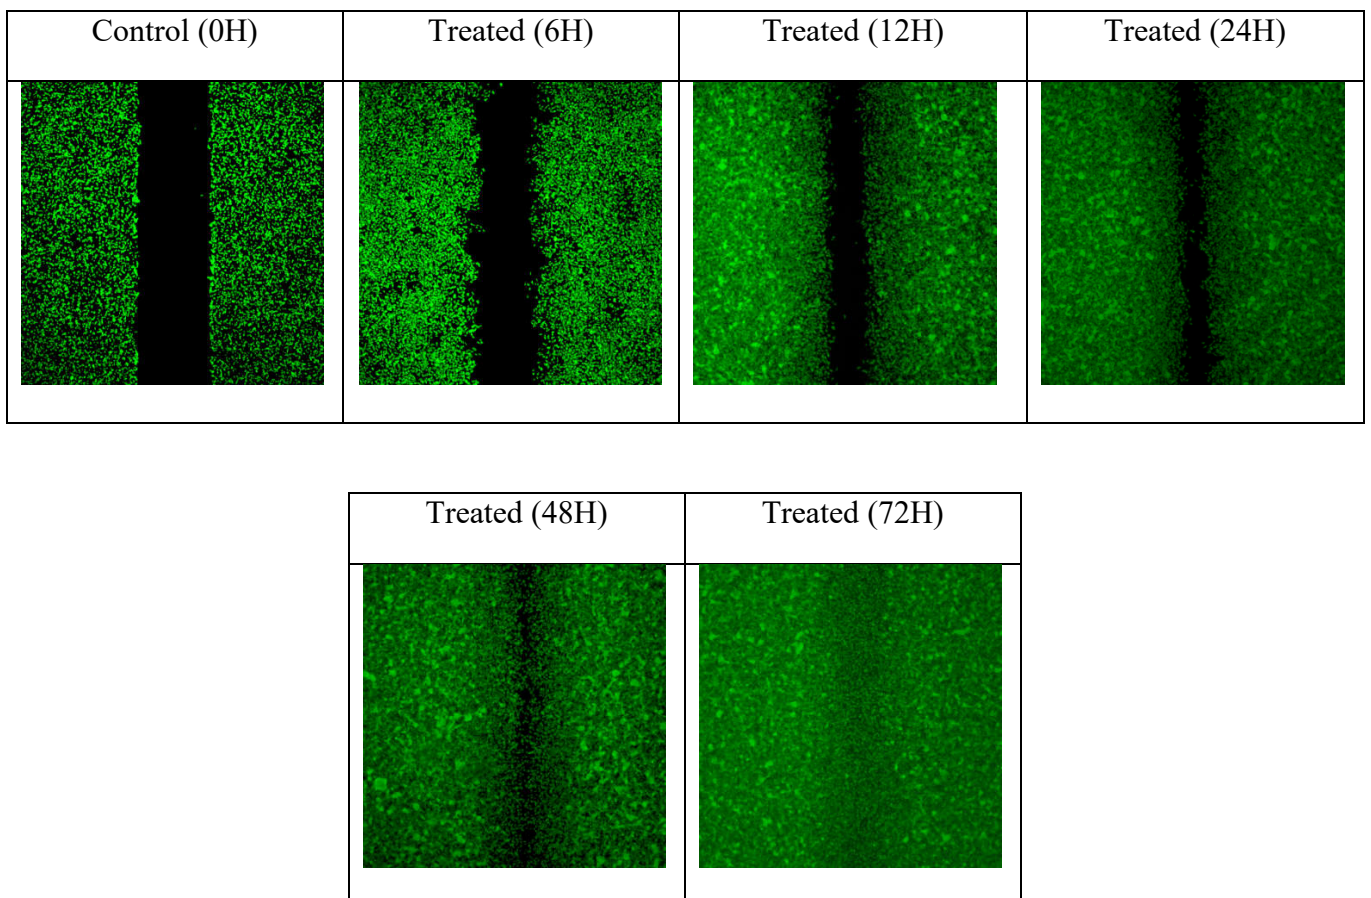 Control (0H)
Treated (6H)
Treated (12H)
Treated (24H)
Treated (48H)
Treated (72H)